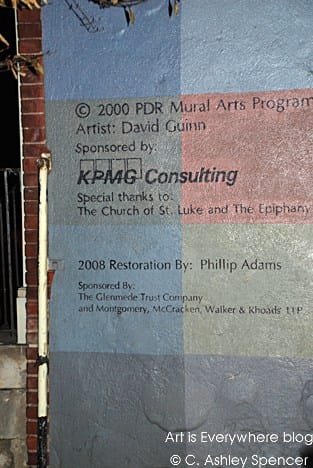 © 2000 PDR Mural Arts Program
Artist: David Guinn
Sponsored by:
KPMG Consulting
Special thanks to:
The Church of St. Luke and The Epiphany
2008 Restoration By: Phillip Adams
Sponsored By:
The Glenmede Trust Company
and Montgomery, McCracken, Walker & Rhoads LLP
Art is Everywhere blog
© C. Ashley Spencer